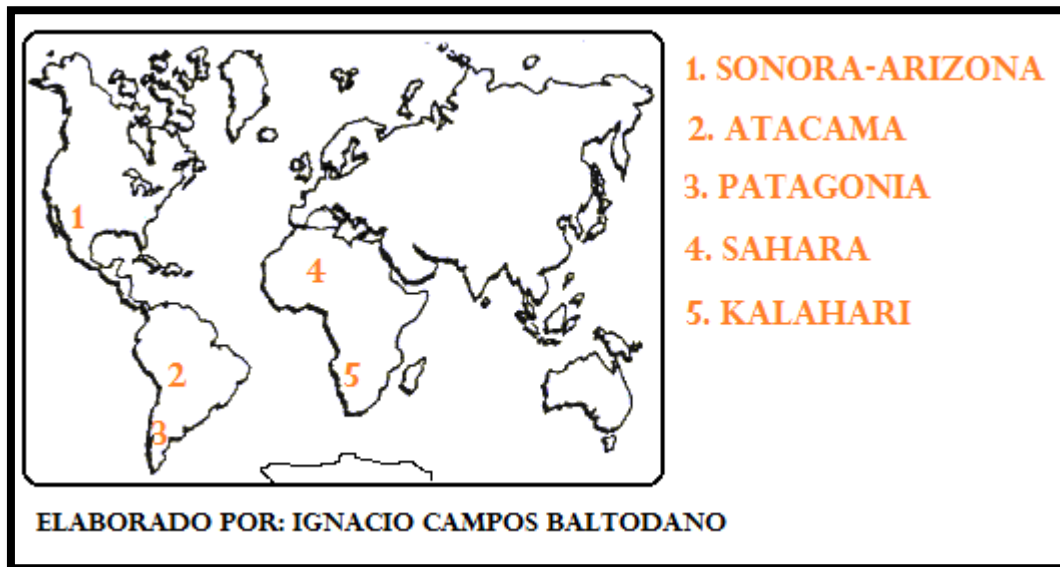 1. SONORA-ARIZONA
2. ATACAMA
3. PATAGONIA
4. SAHARA
5. KALAHARI
1
4
2
5
3
ELABORADO POR: IGNACIO CAMPOS BALTODANO